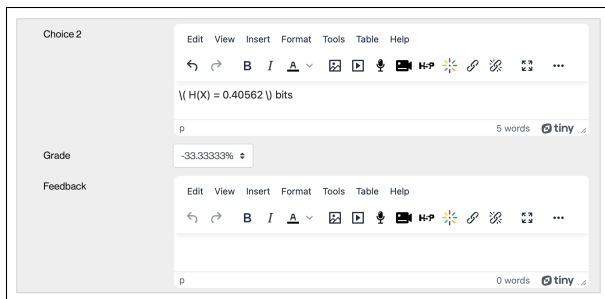 Choice 2
Edit View Insert Format Tools Table Help
B I A H-P
\( H(X) = 0.40562 \) bits
p 5 words tiny
Grade
-33.33333%
Feedback
Edit View Insert Format Tools Table Help
B I A H-P
p 0 words tiny